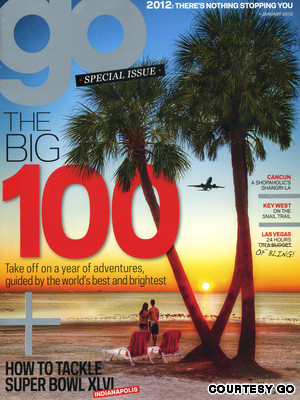 2012: THERE'S NOTHING STOPPING YOU
JANUARY 2012
go
SPECIAL ISSUE
THE
BIG
100
CANCUN
A SHOPAHOLIC'S
SHANGRI-LA
KEY WEST
ON THE
SNAIL TRAIL
LAS VEGAS
24 HOURS
OF BLING!
Take off on a year of adventures,
guided by the world's best and brightest
+
HOW TO TACKLE
SUPER BOWL XLVI
INDIANAPOLIS
COURTESY GO